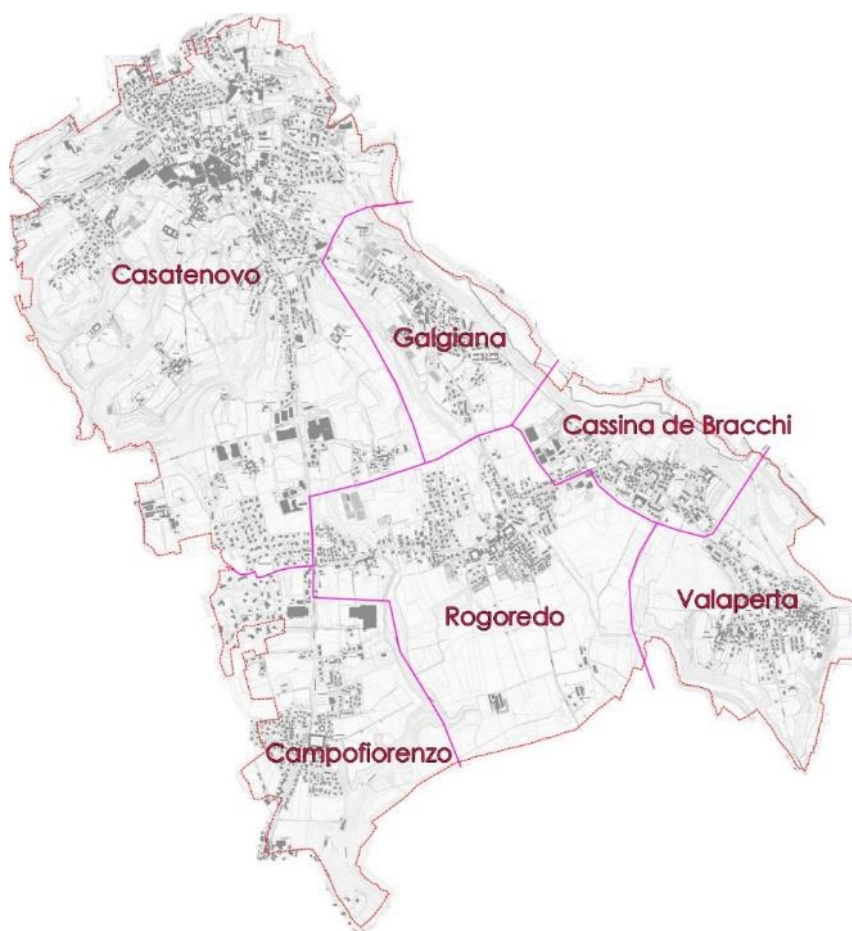 Casatenovo
Galgiana
Cassina de Bracchi
Valaperta
Rogoredo
Campofiorenzo